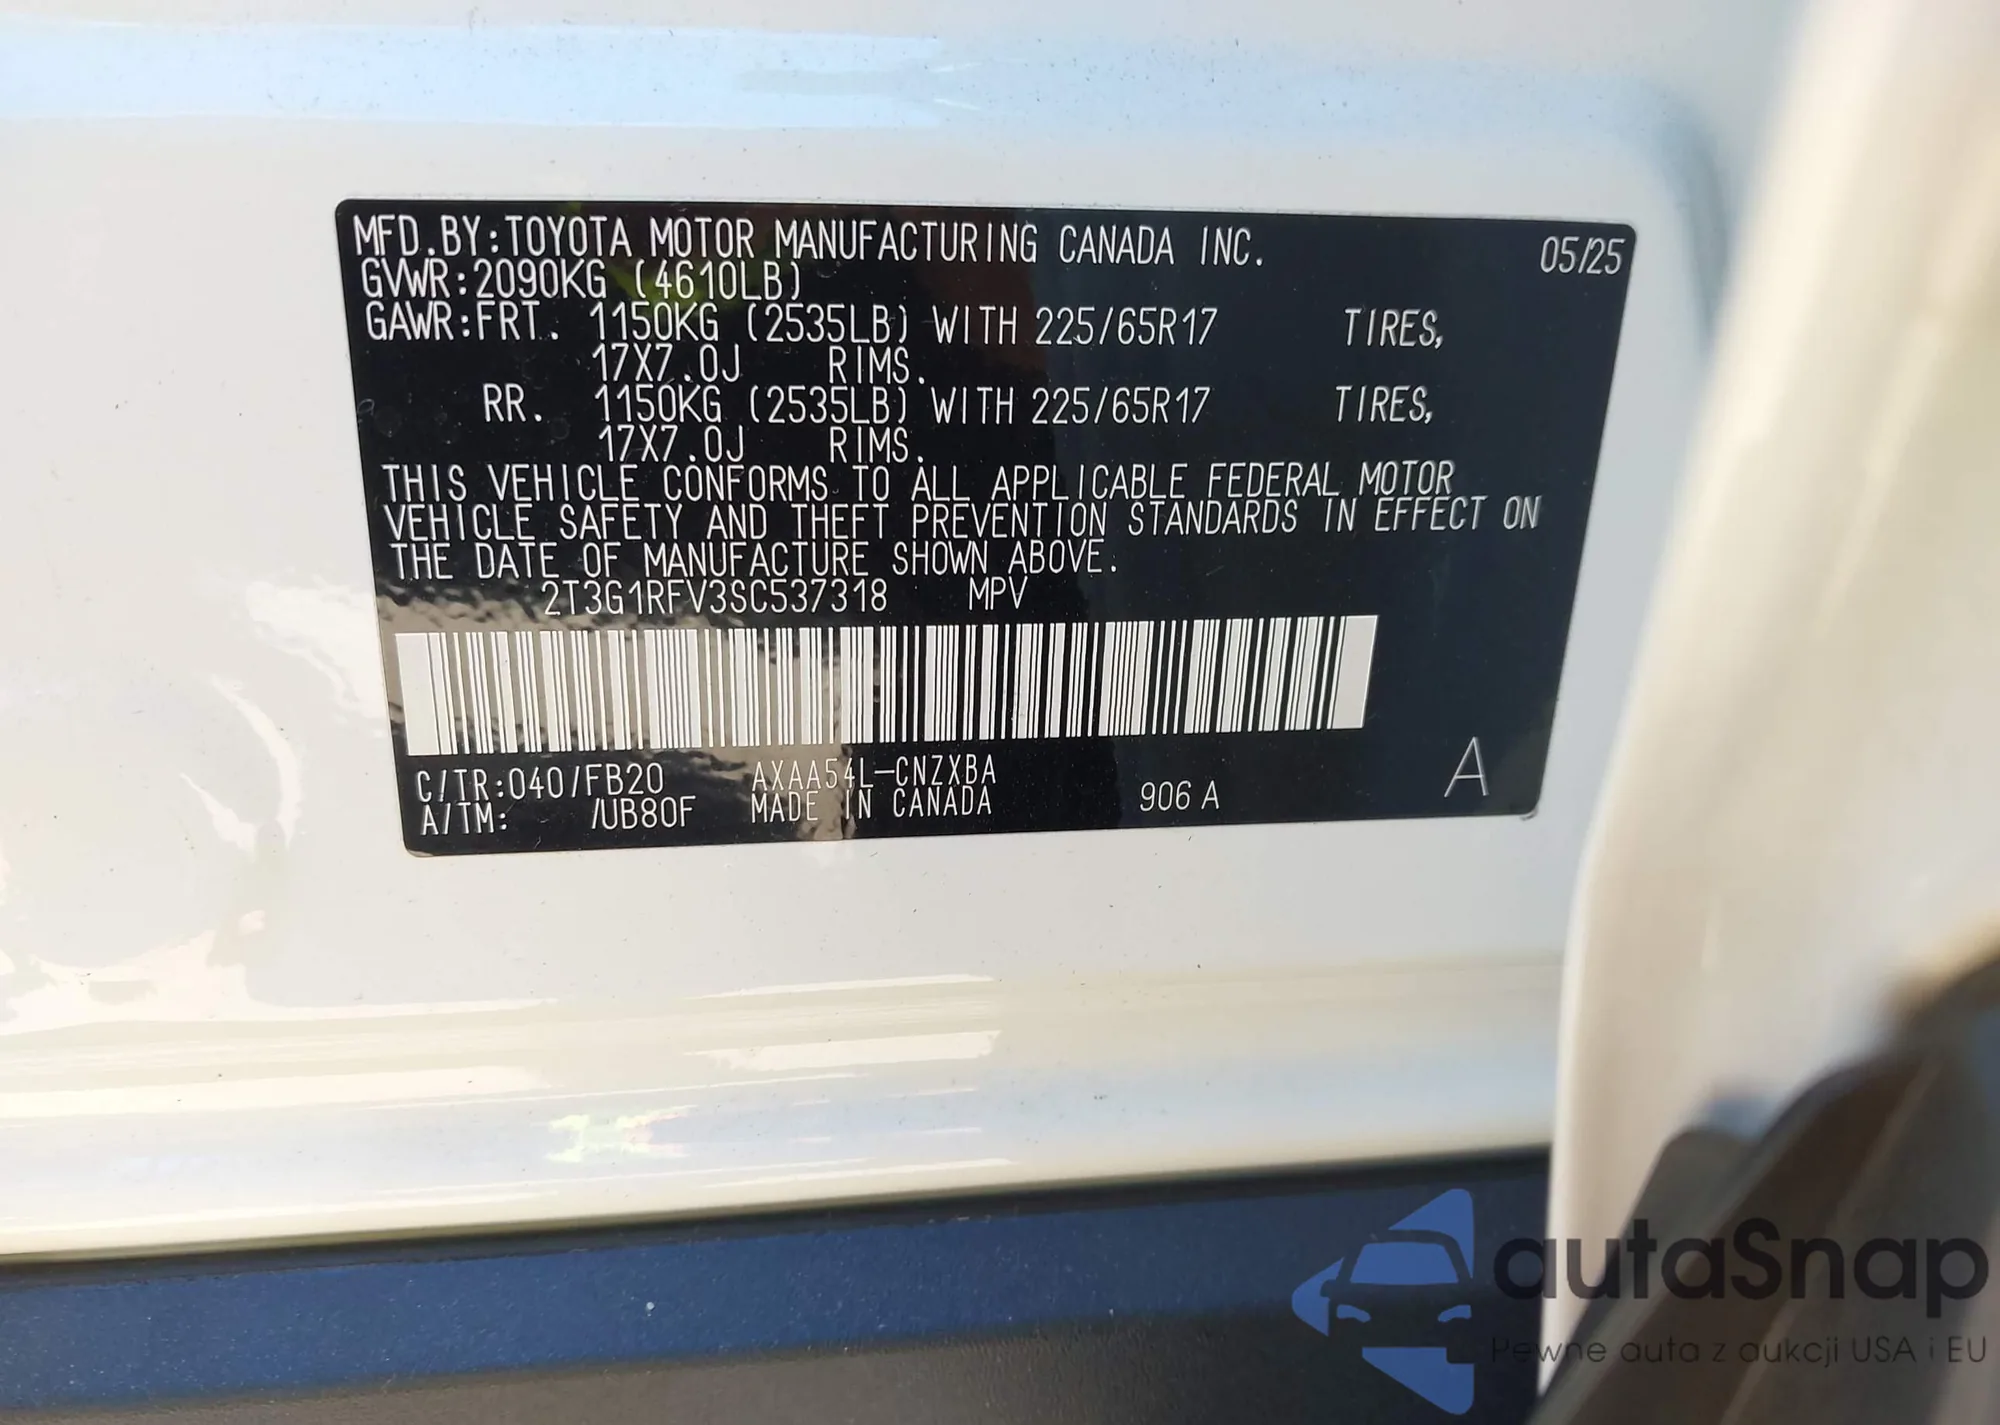 MFD.BY:TOYOTA MOTOR MANUFACTURING CANADA INC. 05/25
GVWR:2090KG (4610LB)
GAWR:FRT. 1150KG (2535LB) WITH 225/65R17 TIRES,
17X7.0J RIMS.
RR. 1150KG (2535LB) WITH 225/65R17 TIRES,
17X7.0J RIMS.
THIS VEHICLE CONFORMS TO ALL APPLICABLE FEDERAL MOTOR
VEHICLE SAFETY AND THEFT PREVENTION STANDARDS IN EFFECT ON
THE DATE OF MANUFACTURE SHOWN ABOVE.
2T3G1RFV3SC537318 MPV
C/TR:040/FB20 AXAA54L-CNZXBA
A/TM: /UB80F MADE IN CANADA 906 A A
autaSnap
Pewne auta z aukcji USA i EU